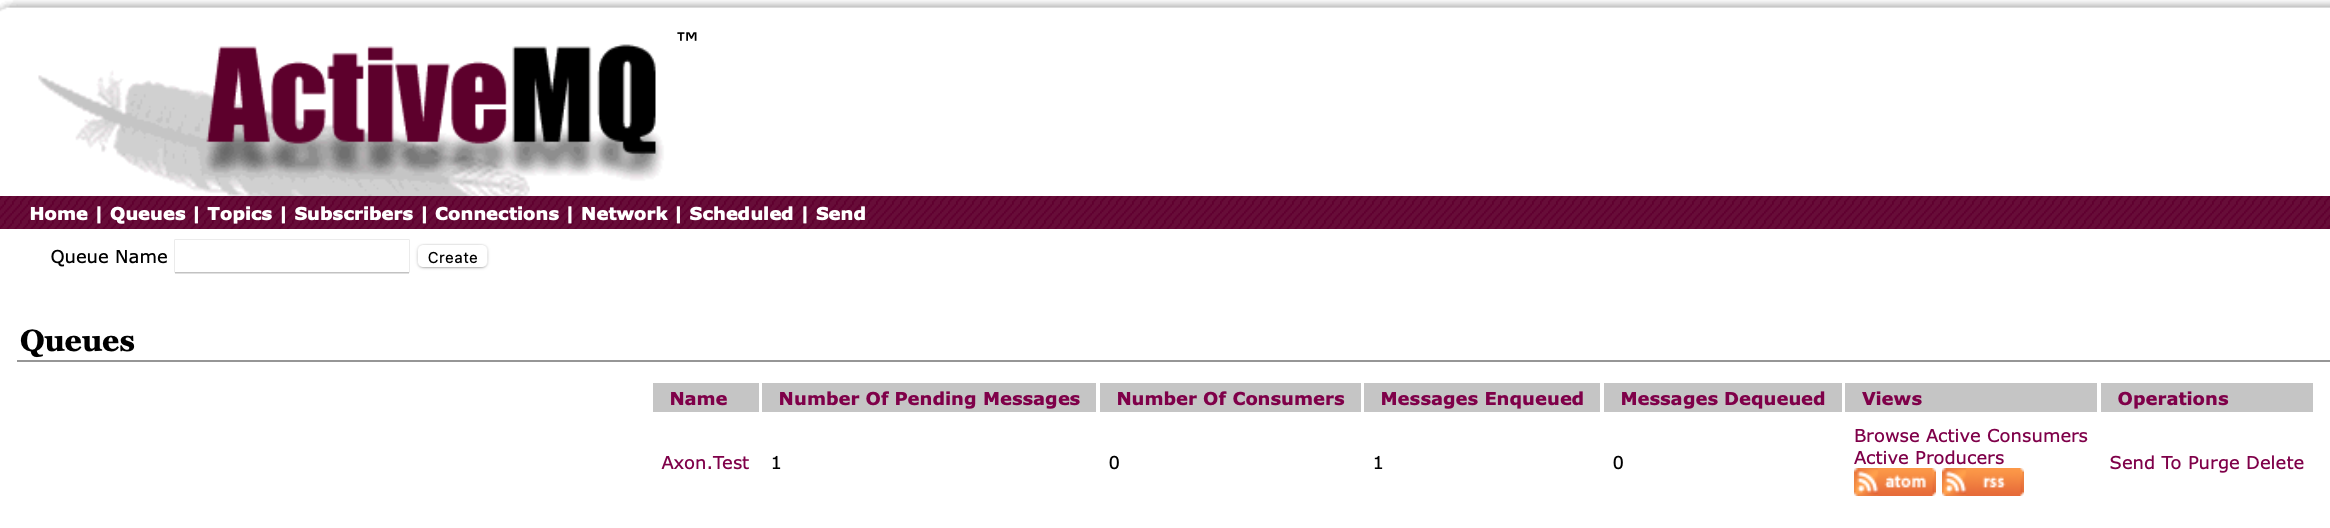 ActiveMQ ™
Home | Queues | Topics | Subscribers | Connections | Network | Scheduled | Send
Queue Name Create
Queues
Name Number Of Pending Messages Number Of Consumers Messages Enqueued Messages Dequeued Views Operations
Axon.Test 1 0 1 0 Browse Active Consumers
Active Producers
atom rss
Send To Purge Delete